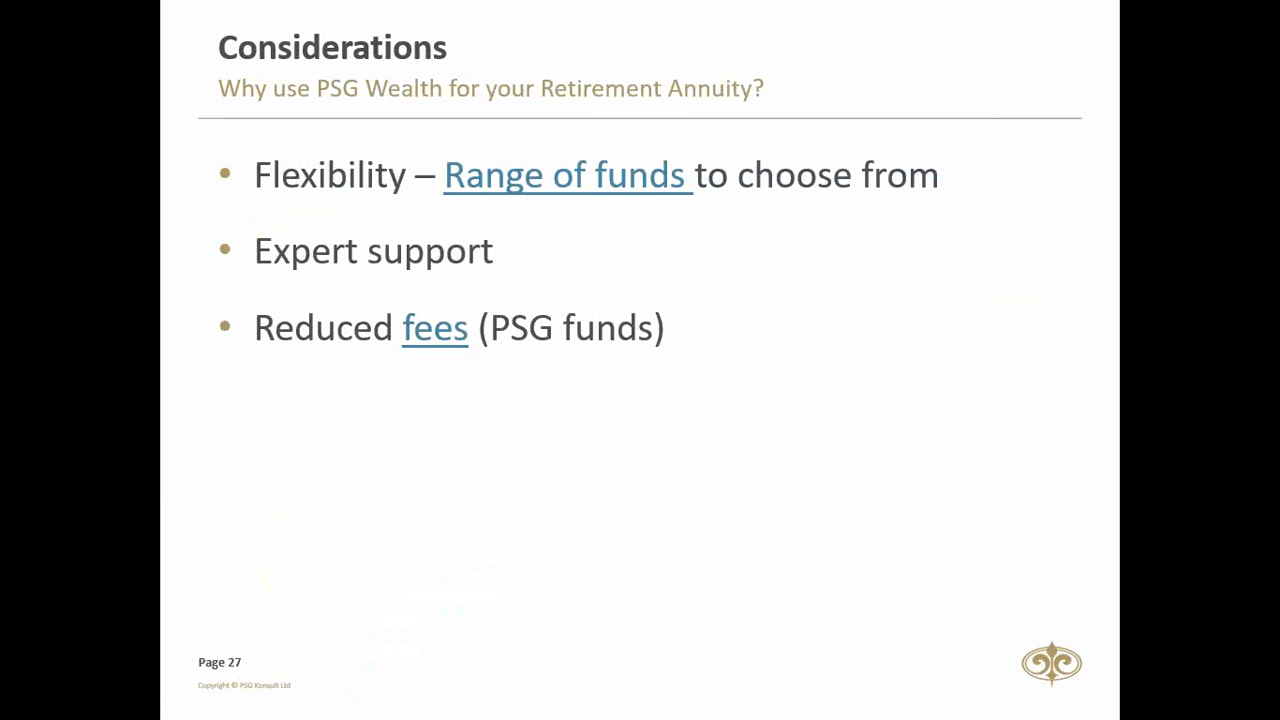 Considerations
Why use PSG Wealth for your Retirement Annuity?
• Flexibility – Range of funds to choose from
• Expert support
• Reduced fees (PSG funds)
Page 27
Copyright © PSG Konsult Ltd